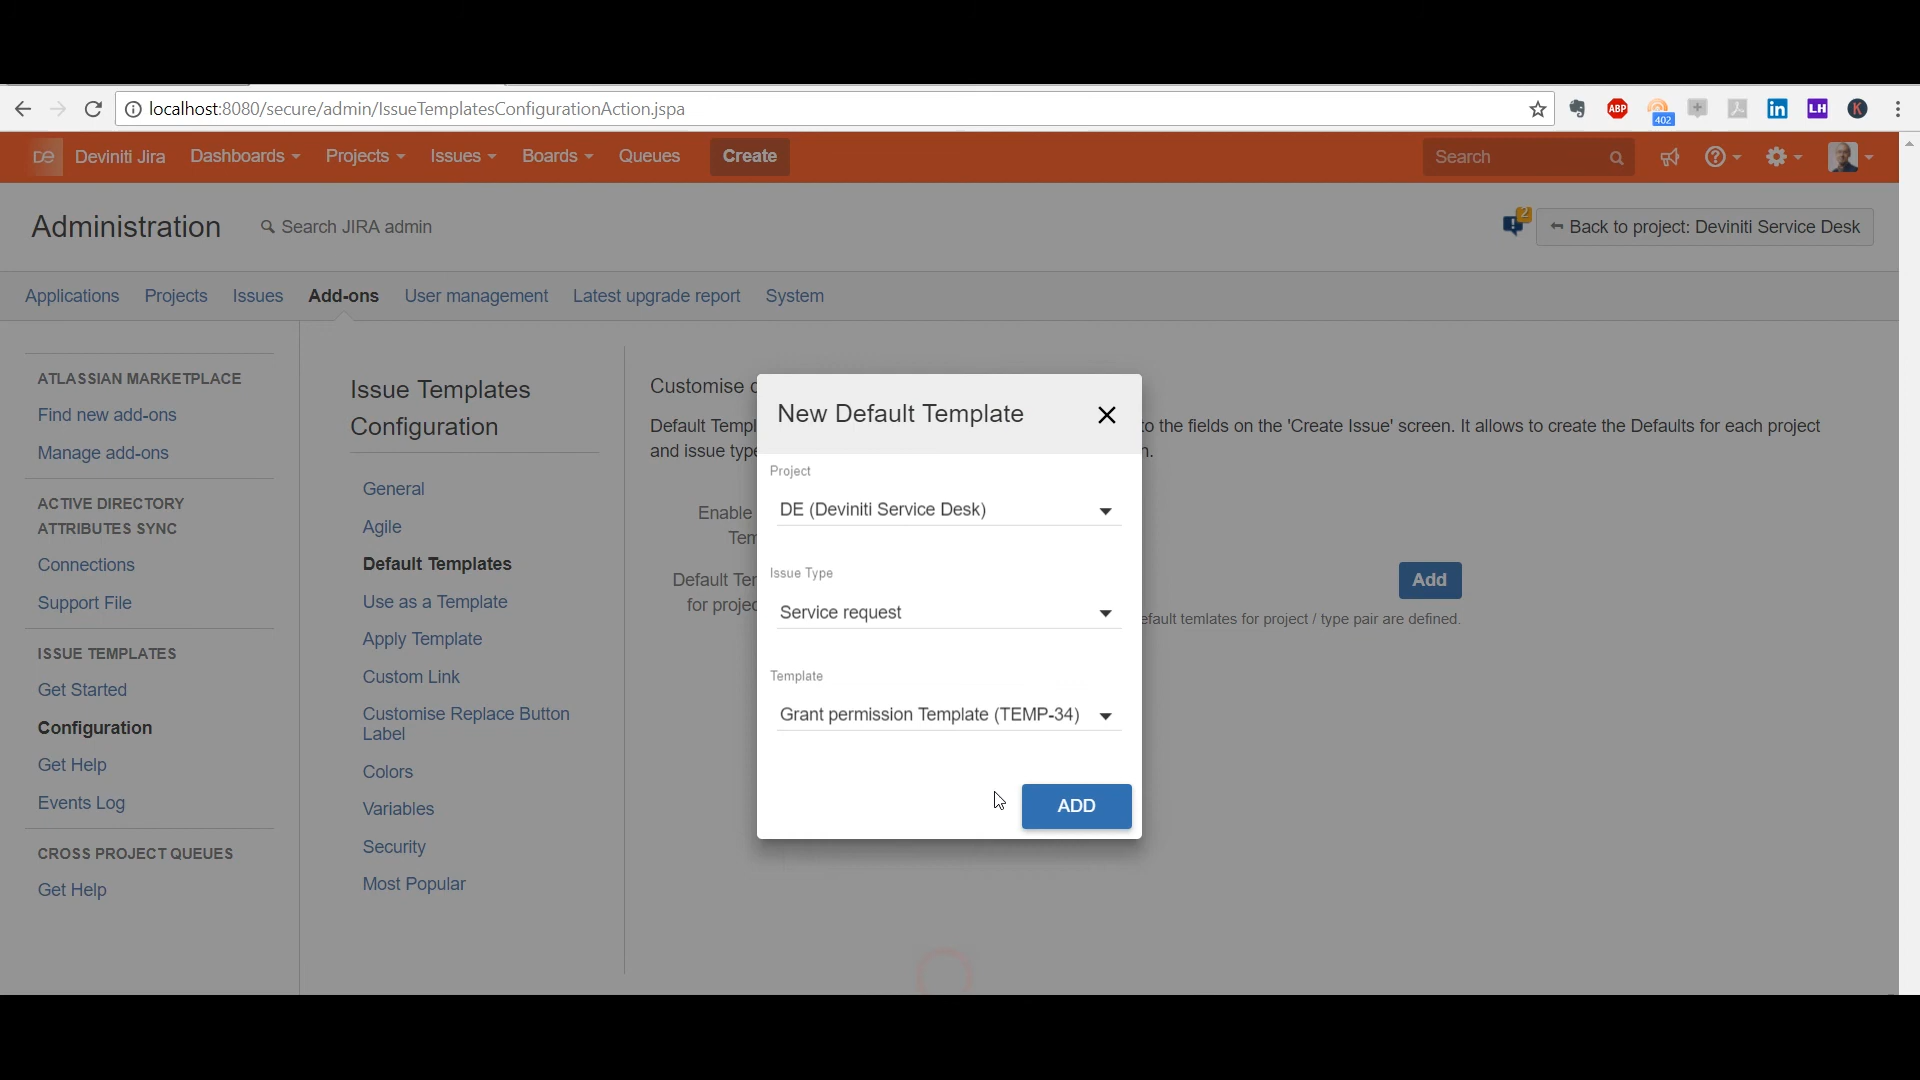 localhost:8080/secure/admin/IssueTemplatesConfigurationAction.jspa
ABP
402
LH
K
DE
Deviniti Jira
Dashboards
Projects
Issues
Boards
Queues
Create
Search
Administration
Search JIRA admin
2
Back to project: Deviniti Service Desk
Applications
Projects
Issues
Add-ons
User management
Latest upgrade report
System
ATLASSIAN MARKETPLACE
Find new add-ons
Manage add-ons
ACTIVE DIRECTORY
ATTRIBUTES SYNC
Connections
Support File
ISSUE TEMPLATES
Get Started
Configuration
Get Help
Events Log
CROSS PROJECT QUEUES
Get Help
Issue Templates
Configuration
General
Agile
Default Templates
Use as a Template
Apply Template
Custom Link
Customise Replace Button
Label
Colors
Variables
Security
Most Popular
Customise
Default Templ
to the fields on the 'Create Issue' screen. It allows to create the Defaults for each project
and issue type
Enable
Tem
Default Ter
for projec
Add
efault temlates for project / type pair are defined.
New Default Template
Project
DE (Deviniti Service Desk)
Issue Type
Service request
Template
Grant permission Template (TEMP-34)
ADD